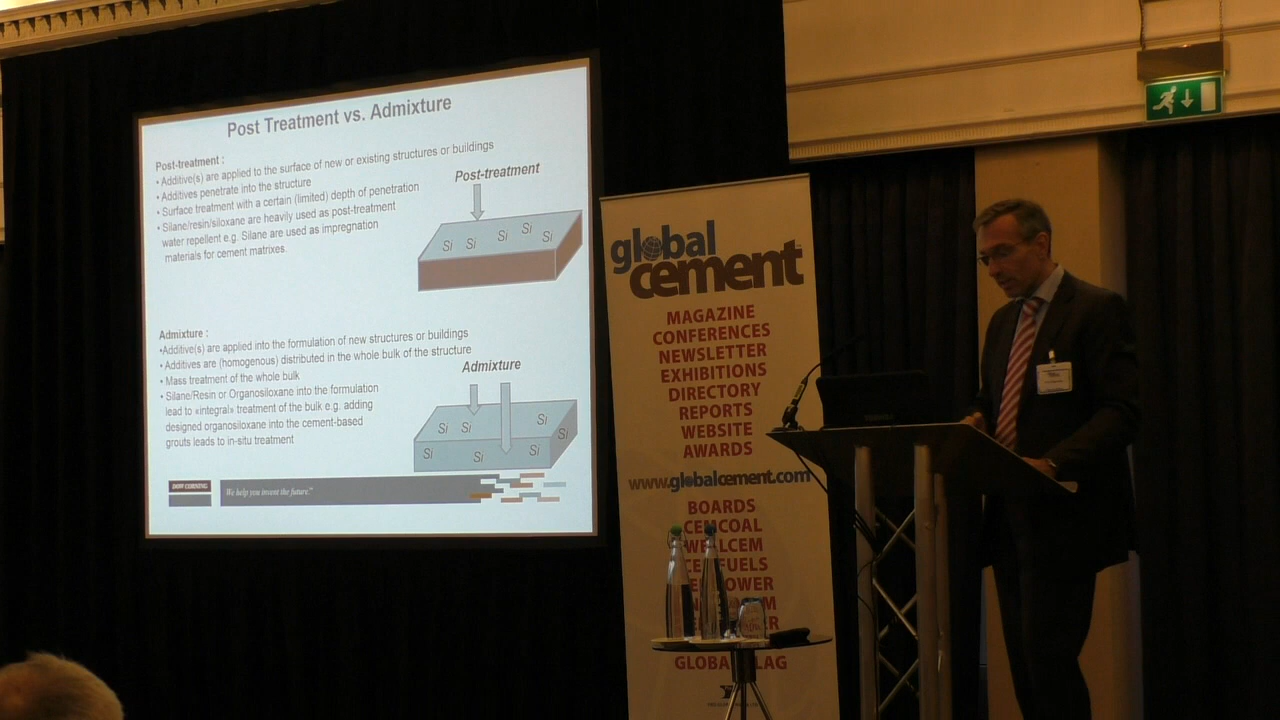 Post Treatment vs. Admixture
Post-treatment :
• Additive(s) are applied to the surface of new or existing structures or buildings
• Additives penetrate into the structure
• Surface treatment with a certain (limited) depth of penetration
• Silane/resin/siloxane are heavily used as post-treatment
water repellent e.g. Silane are used as impregnation
materials for cement matrixes.
Post-treatment
Si Si Si Si Si
Admixture :
•Additive(s) are applied into the formulation of new structures or buildings
• Additives are (homogenous) distributed in the whole bulk of the structure
• Mass treatment of the whole bulk
• Silane/Resin or Organosiloxane into the formulation
lead to «integral» treatment of the bulk e.g. adding
designed organosiloxane into the cement-based
grouts leads to in-situ treatment
Admixture
Si Si Si
Si Si Si Si
DOW CORNING
We help you invent the future.™
global
cement™
MAGAZINE
CONFERENCES
NEWSLETTER
EXHIBITIONS
DIRECTORY
REPORTS
WEBSITE
AWARDS
www.globalcement.com
BOARDS
CEMCOAL